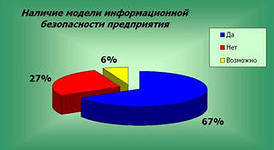 Наличие модели информационной
безопасности предприятия
Да
Нет
Возможно
6%
27%
67%